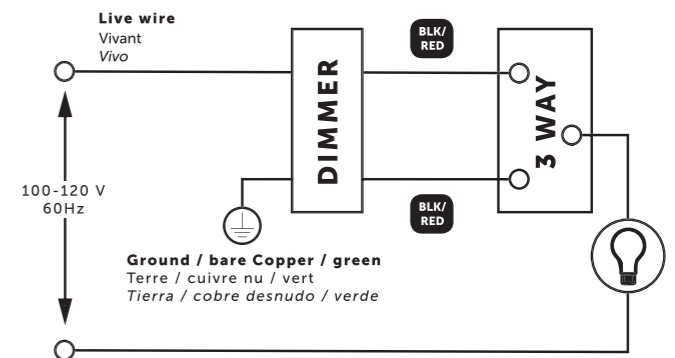 Live wire
Vivant
Vivo
BLK/
RED
DIMMER
3 WAY
100-120 V
60Hz
BLK/
RED
Ground / bare Copper / green
Terre / cuivre nu / vert
Tierra / cobre desnudo / verde